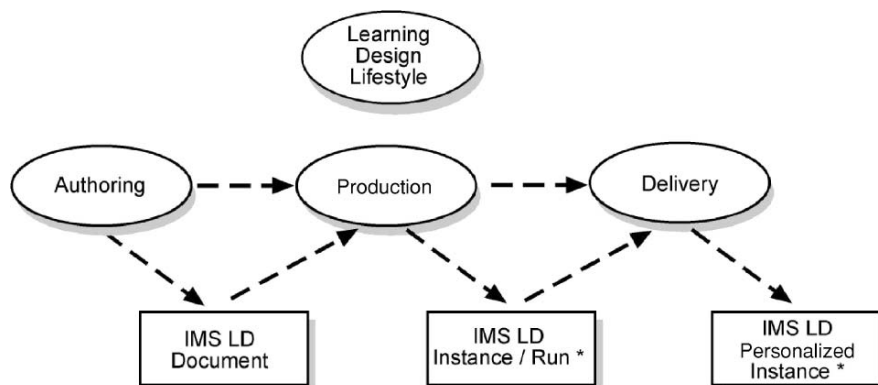 Learning
Design
Lifestyle
Authoring
Production
Delivery
IMS LD
Document
IMS LD
Instance / Run *
IMS LD
Personalized
Instance *